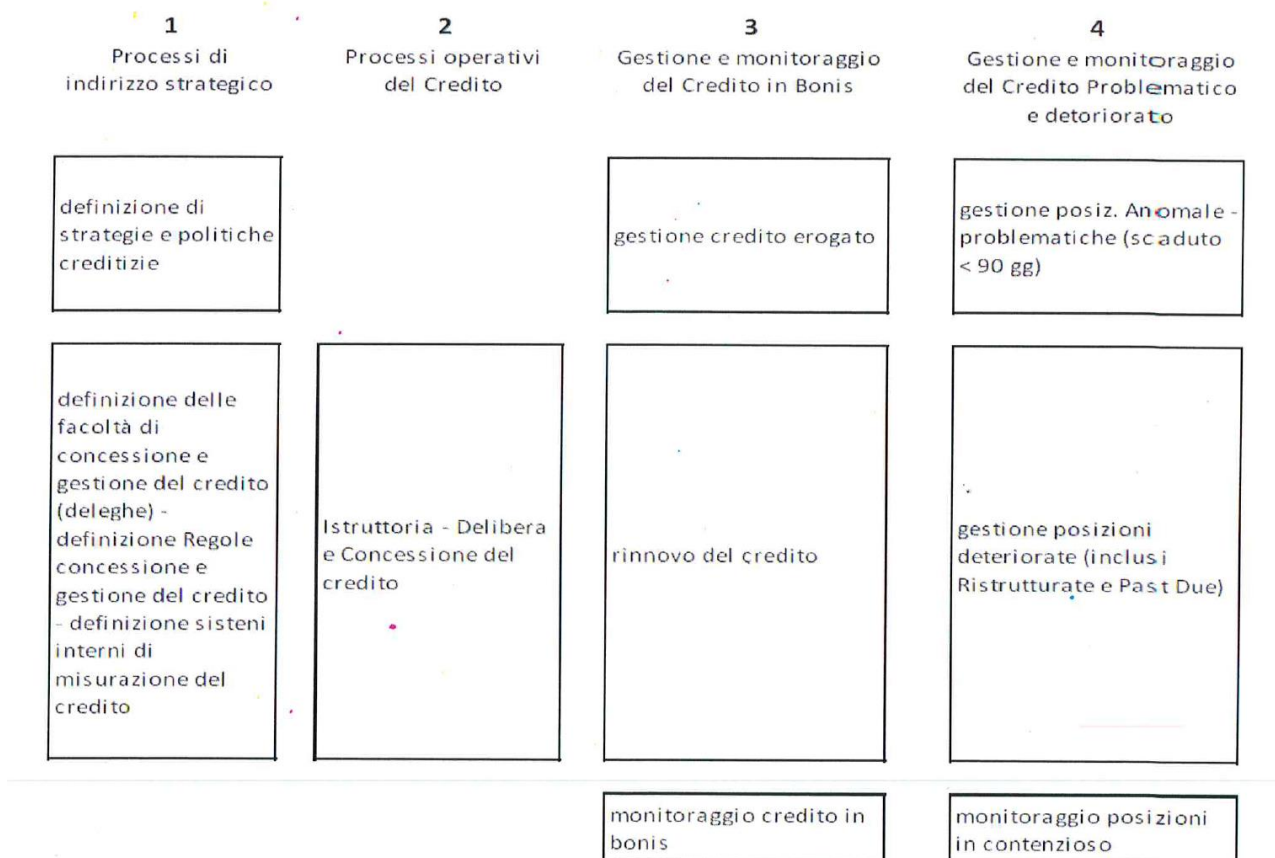 1
Processi di
indirizzo strategico
2
Processi operativi
del Credito
3
Gestione e monitoraggio
del Credito in Bonis
4
Gestione e monitoraggio
del Credito Problematico
e detoriorato
definizione di
strategie e politiche
creditizie
gestione credito erogato
gestione posiz. Anomale -
problematiche (scaduto
< 90 gg)
definizione delle
facoltà di
concessione e
gestione del credito
(deleghe) -
definizione Regole
concessione e
gestione del credito
- definizione sisteni
interni di
misurazione del
credito
Istruttoria - Delibera
e Concessione del
credito
rinnovo del credito
gestione posizioni
deteriorate (inclusi
Ristrutturate e Past Due)
monitoraggio credito in
bonis
monitoraggio posizioni
in contenzioso